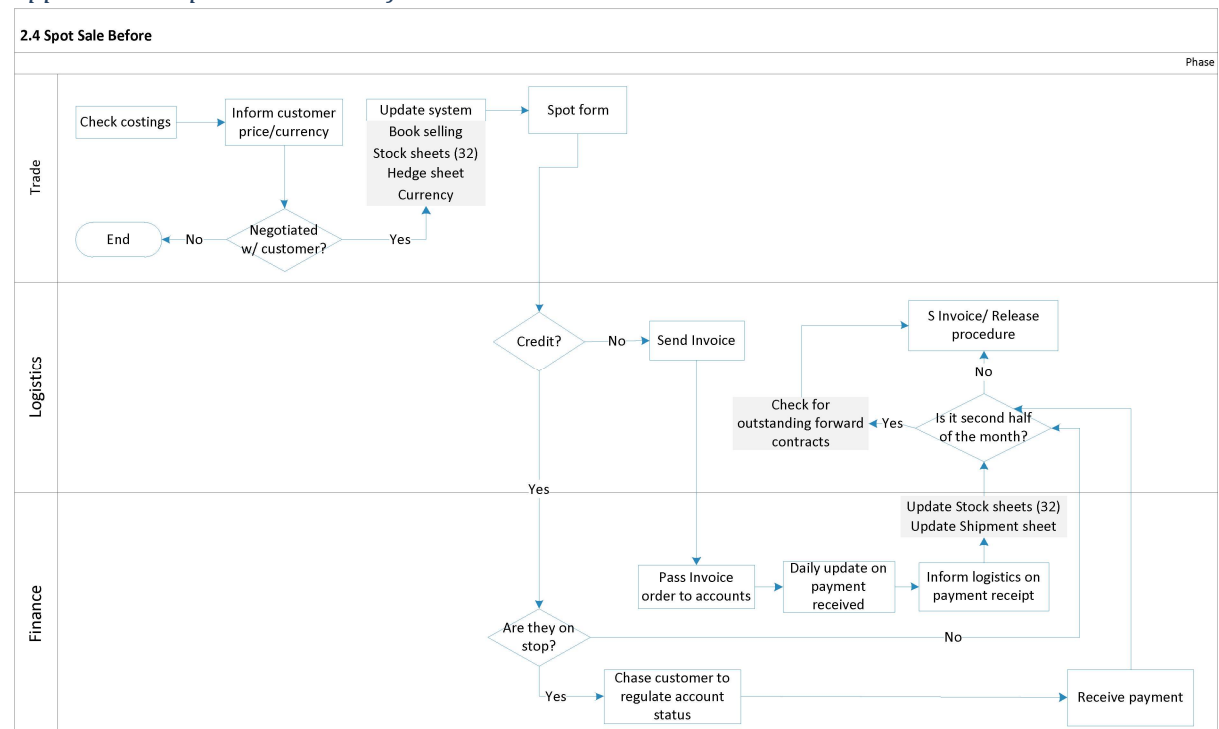 2.4 Spot Sale Before
Phase
Trade
Check costings
Inform customer
price/currency
Update system
Book selling
Stock sheets (32)
Hedge sheet
Currency
Spot form
End
No
Negotiated
w/ customer?
Yes
Logistics
Credit?
No
Send Invoice
S Invoice/ Release
procedure
No
Check for
outstanding forward
contracts
Yes
Is it second half
of the month?
Yes
Finance
Update Stock sheets (32)
Update Shipment sheet
Pass Invoice
order to accounts
Daily update on
payment
received
Inform logistics on
payment receipt
Are they on
stop?
No
Yes
Chase customer to
regulate account
status
Receive payment